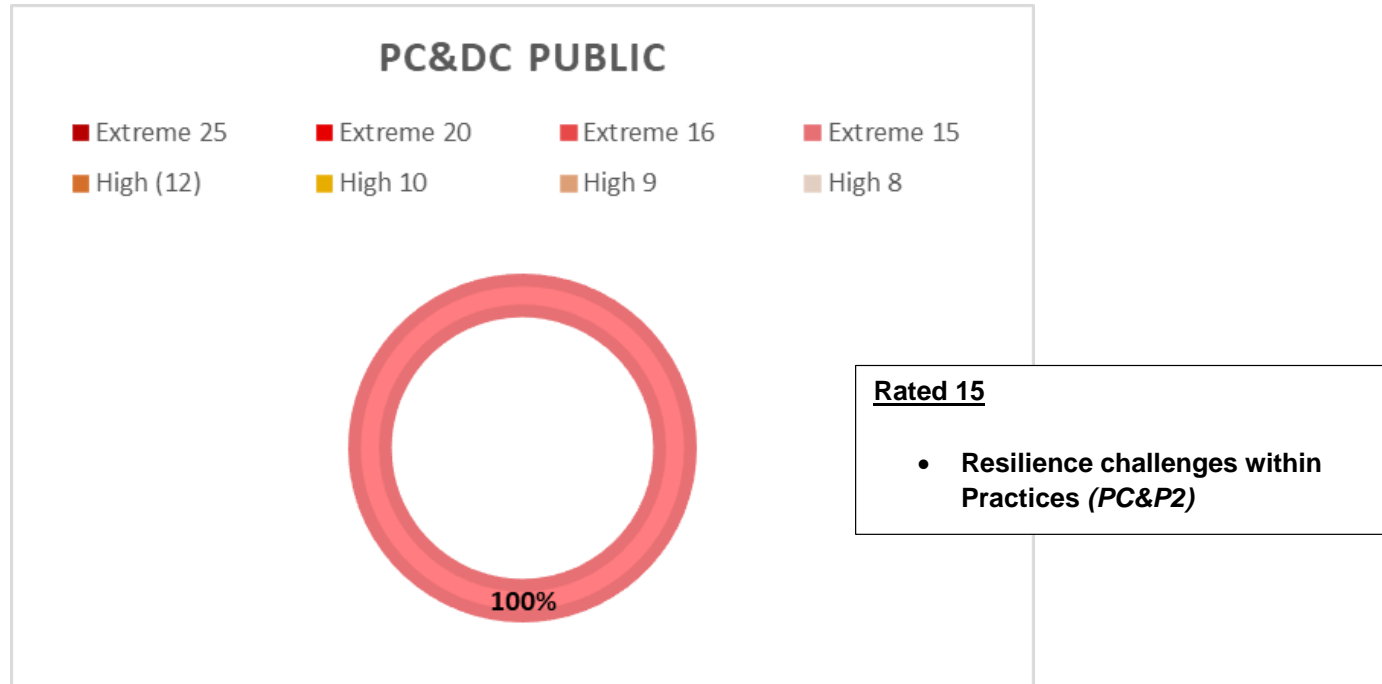 PC&DC PUBLIC
Extreme 25 Extreme 20 Extreme 16 Extreme 15
High (12) High 10 High 9 High 8
100%
Rated 15
• Resilience challenges within
Practices (PC&P2)